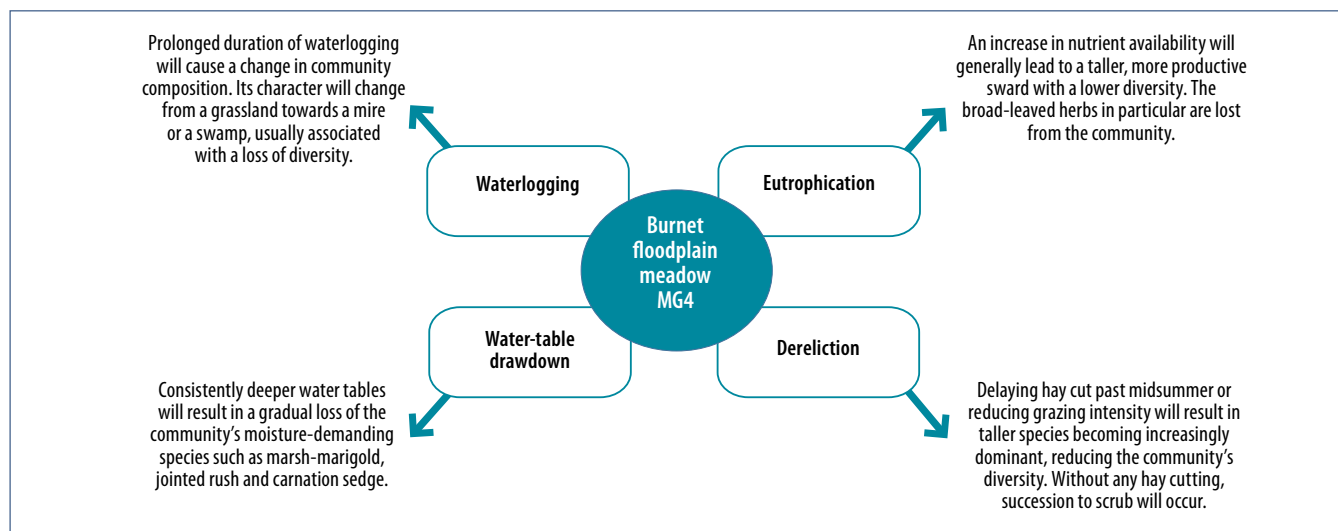 Prolonged duration of waterlogging
will cause a change in community
composition. Its character will change
from a grassland towards a mire
or a swamp, usually associated
with a loss of diversity.
An increase in nutrient availability will
generally lead to a taller, more productive
sward with a lower diversity. The
broad-leaved herbs in particular are lost
from the community.
Waterlogging
Eutrophication
Burnet
floodplain
meadow
MG4
Water-table
drawdown
Dereliction
Consistently deeper water tables
will result in a gradual loss of the
community’s moisture-demanding
species such as marsh-marigold,
jointed rush and carnation sedge.
Delaying hay cut past midsummer or
reducing grazing intensity will result in
taller species becoming increasingly
dominant, reducing the community’s
diversity. Without any hay cutting,
succession to scrub will occur.